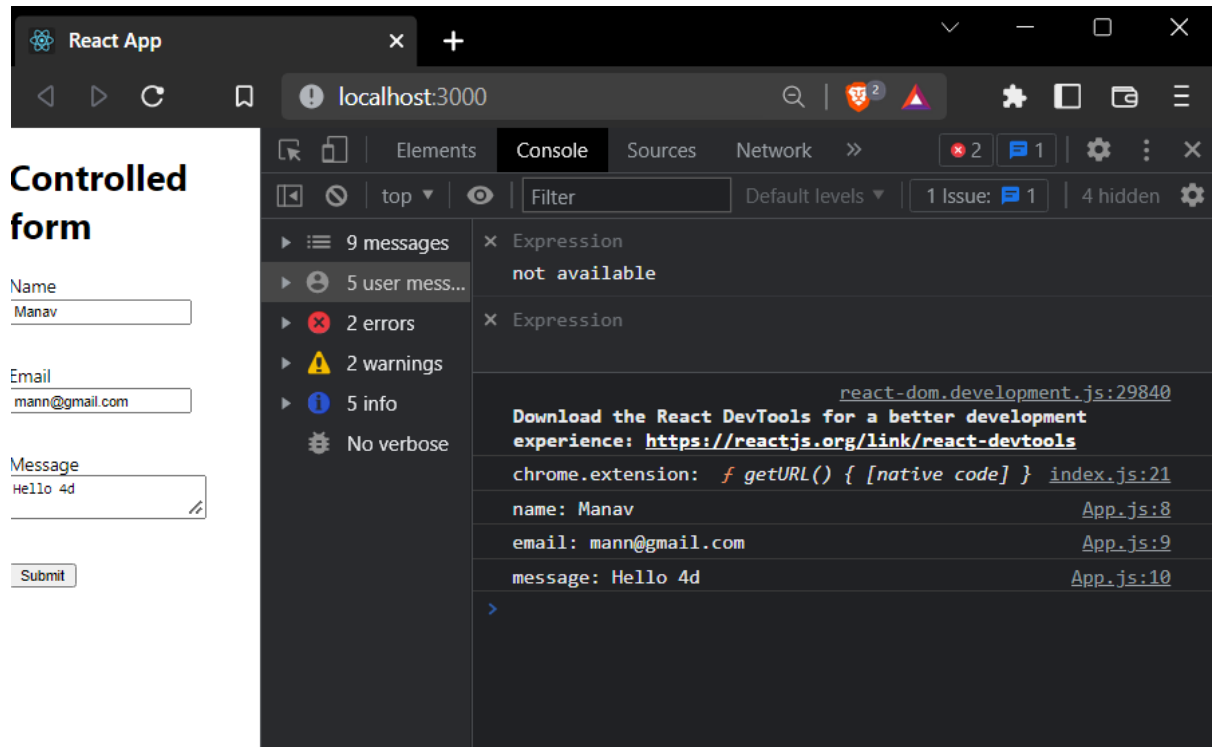 React App
localhost:3000
2
Controlled
form
Name
Manav
Email
mann@gmail.com
Message
Hello 4d
Submit
Elements Console Sources Network
2 1
top Filter Default levels 1 Issue: 1 4 hidden
9 messages
5 user mess...
2 errors
2 warnings
5 info
No verbose
Expression
not available
Expression
react-dom.development.js:29840
Download the React DevTools for a better development
experience: https://reactjs.org/link/react-devtools
chrome.extension: ƒ getURL() { [native code] } index.js:21
name: Manav App.js:8
email: mann@gmail.com App.js:9
message: Hello 4d App.js:10